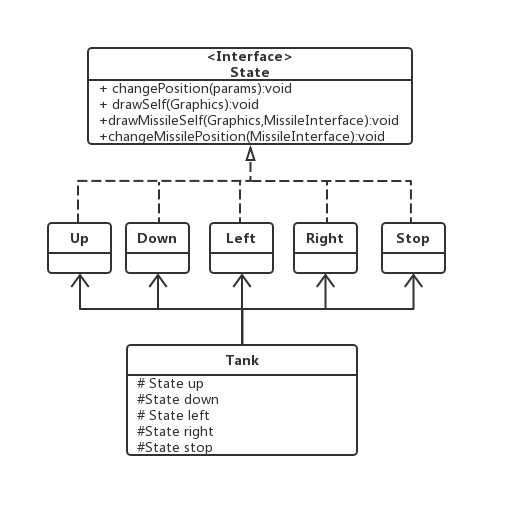 <Interface>
State
+ changePosition(params):void
+ drawSelf(Graphics):void
+drawMissileSelf(Graphics,MissileInterface):void
+changeMissilePosition(MissileInterface):void
Up
Down
Left
Right
Stop
Tank
# State up
#State down
# State left
#State right
#State stop